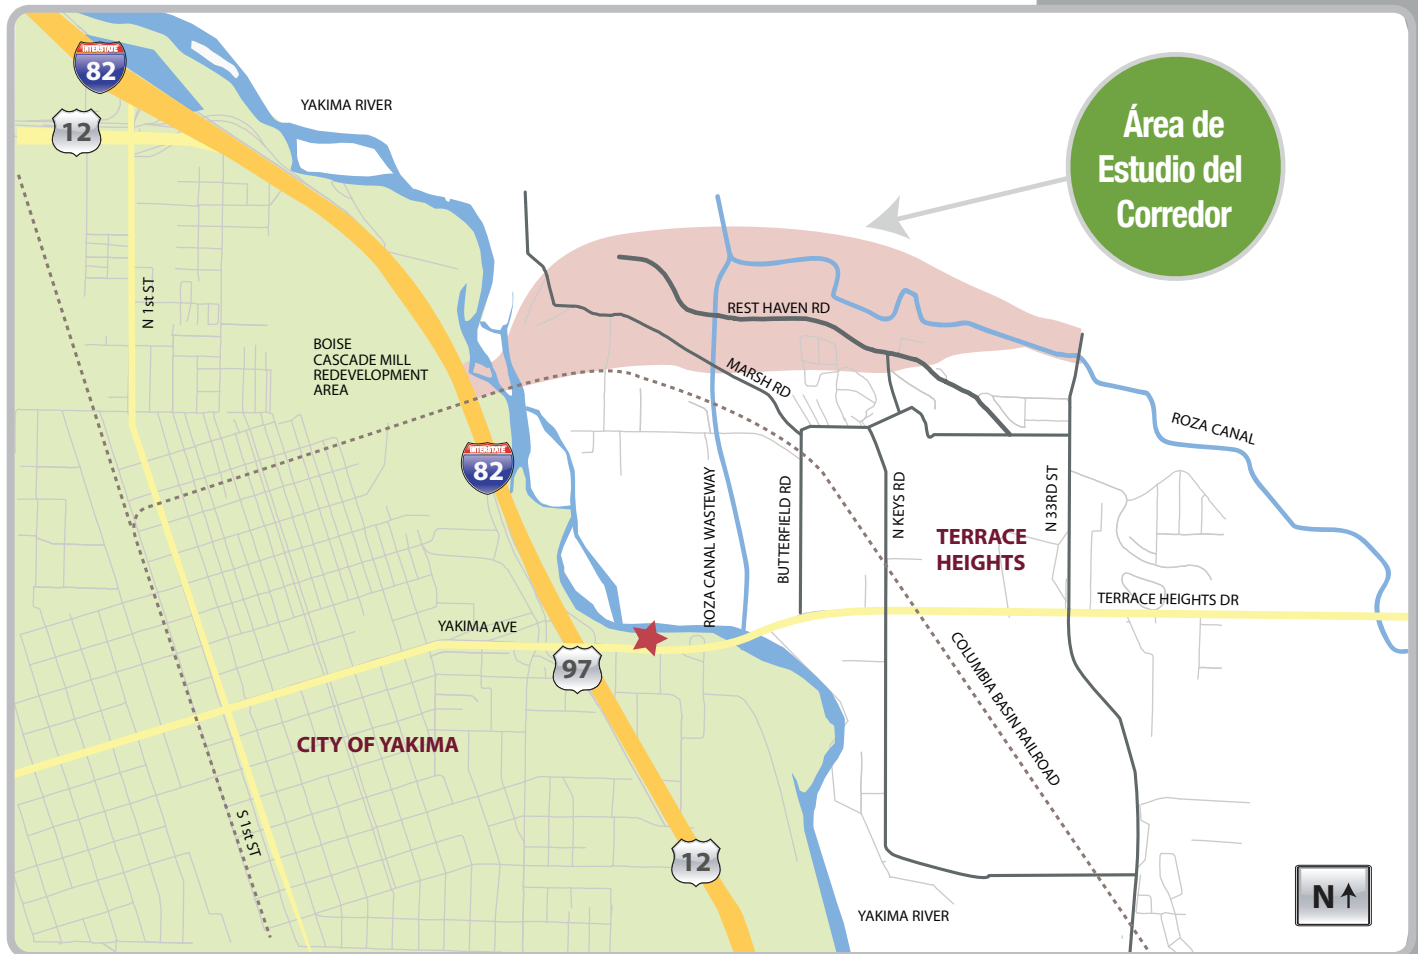 INTERSTATE
82
12
YAKIMA RIVER
Área de
Estudio del
Corredor
N 1st ST
REST HAVEN RD
BOISE
CASCADE MILL
REDEVELOPMENT
AREA
MARSH RD
ROZA CANAL
INTERSTATE
82
ROZA CANAL WASTEWAY
BUTTERFIELD RD
N KEYS RD
N 33RD ST
TERRACE
HEIGHTS
TERRACE HEIGHTS DR
YAKIMA AVE
97
COLUMBIA BASIN RAILROAD
CITY OF YAKIMA
S 1st ST
12
YAKIMA RIVER
N